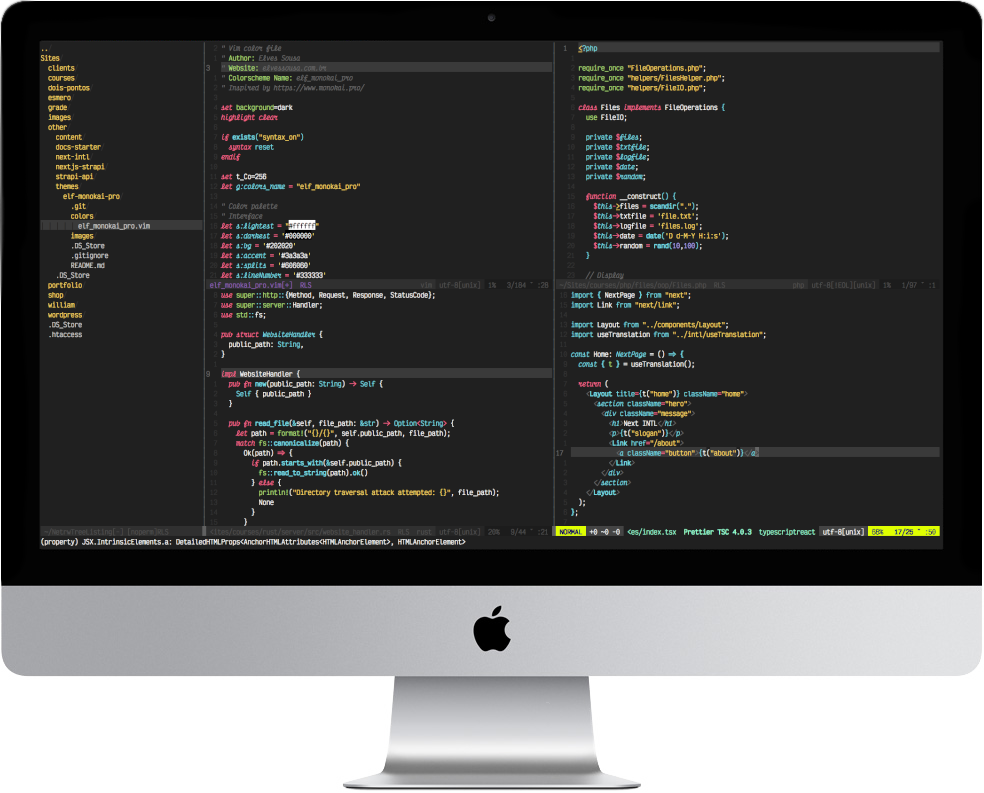 ..
Sites
clients
courses
dois-pontos
esmero
grade
images
other
content
docs-starter
next-intl
nextjs-strapi
strapi-api
themes
elf-monokai-pro
.git
colors
elf_monokai_pro.vim
images
.DS_Store
.gitignore
README.md
.DS_Store
portfolio
shop
william
wordpress
.DS_Store
.htaccess
" Vim color file
" Author: Elves Sousa
3 " Website: elvessousa.com.br
" Colorscheme Name: elf_monokai_pro
" Inspired by https://www.monokai.pro/
set background=dark
highlight clear
if exists("syntax_on")
syntax reset
endif
set t_Co=256
let g:colors_name = "elf_monokai_pro"
" Color palette
" Interface
let s:lightest = "#ffffff"
let s:darkest = '#000000'
let s:bg = '#202020'
let s:accent = '#3a3a3a'
let s:splits = '#606060'
let s:lineNumber = '#333333'
elf_monokai_pro.vim[+] RLS vim utf-8[unix] 1% 3/184 :28
use super::http::{Method, Request, Response, StatusCode};
use super::server::Handler;
use std::fs;
pub struct WebsiteHandler {
public_path: String,
}
9 impl WebsiteHandler {
pub fn new(public_path: String) -> Self {
Self { public_path }
}
pub fn read_file(&self, file_path: &str) -> Option<String> {
let path = format!("{}/{}", self.public_path, file_path);
match fs::canonicalize(path) {
Ok(path) => {
if path.starts_with(&self.public_path) {
fs::read_to_string(path).ok()
} else {
println!("Directory traversal attack attempted: {}", file_path);
None
}
}
rust utf-8[unix] 20% 9/44 :21
1 <?php
require_once "FileOperations.php";
require_once "helpers/FilesHelper.php";
require_once "helpers/FileIO.php";
class Files implements FileOperations {
use FileIO;
private $files;
private $txtfile;
private $logfile;
private $date;
private $random;
function __construct() {
$this->files = scandir(".");
$this->txtfile = 'file.txt';
$this->logfile = 'files.log';
$this->date = date('D d-M-Y H:i:s');
$this->random = rand(10,100);
}
// Display
~/Sites/courses/php/files/oop/Files.php RLS php utf-8[!EOL][unix] 1% 1/97 :1
import { NextPage } from "next";
import Link from "next/link";
import Layout from "../components/Layout";
import useTranslation from "../intl/useTranslation";
const Home: NextPage = () => {
const { t } = useTranslation();
return (
<Layout title={t("home")} className="home">
<section className="hero">
<div className="message">
<h1>Next INTL</h1>
<p>{t("slogan")}</p>
<Link href="/about">
17 <a className="button">{t("about")}</a>
</Link>
</div>
</section>
</Layout>
);
};
NORMAL +0 ~0 -0 <es/index.tsx Prettier TSC 4.0.3 typescriptreact utf-8[unix] 68% 17/25 :50
(property) JSX.IntrinsicElements.a: DetailedHTMLProps<AnchorHTMLAttributes<HTMLAnchorElement>, HTMLAnchorElement>